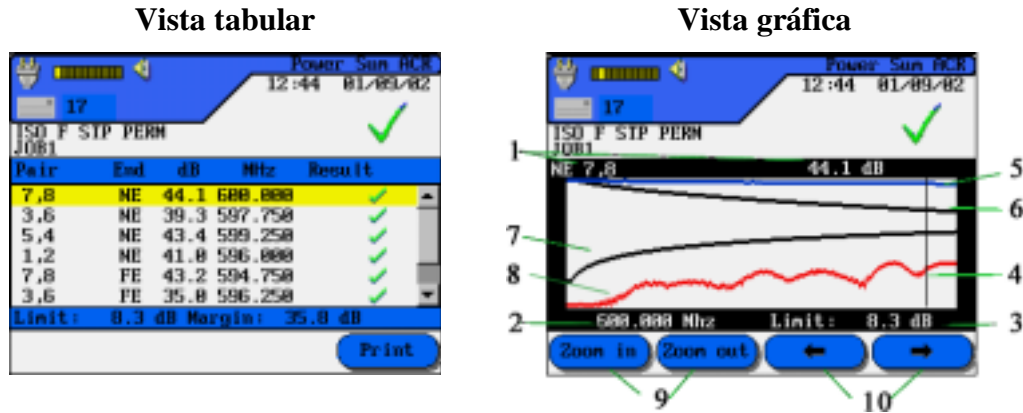 Vista tabular
Power Sum ACR
12:44 01/09/02
17
ISO F STP PERM
JOB1
Pair End dB MHz Result
7,8 NE 44.1 600.000
3,6 NE 39.3 597.750
5,4 NE 43.4 599.250
1,2 NE 41.0 596.000
7,8 FE 43.2 594.750
3,6 FE 35.0 596.250
Limit: 8.3 dB Margin: 35.8 dB
Print
Vista gráfica
Power Sum ACR
12:44 01/09/02
17
ISO F STP PERM
JOB1
NE 7,8 44.1 dB
600.000 Mhz Limit: 8.3 dB
Zoom in Zoom out
1
2
3
4
5
6
7
8
9
10